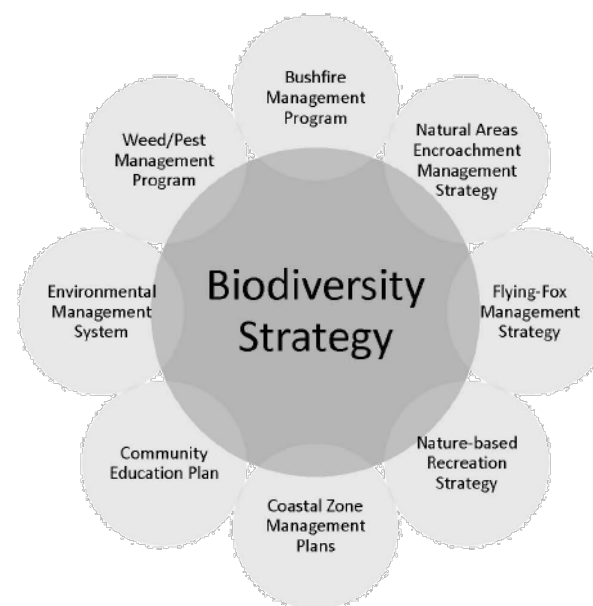 Bushfire
Management
Program
Natural Areas
Encroachment
Management
Strategy
Flying-Fox
Management
Strategy
Nature-based
Recreation
Strategy
Coastal Zone
Management
Plans
Community
Education Plan
Environmental
Management
System
Weed/Pest
Management
Program
Biodiversity
Strategy